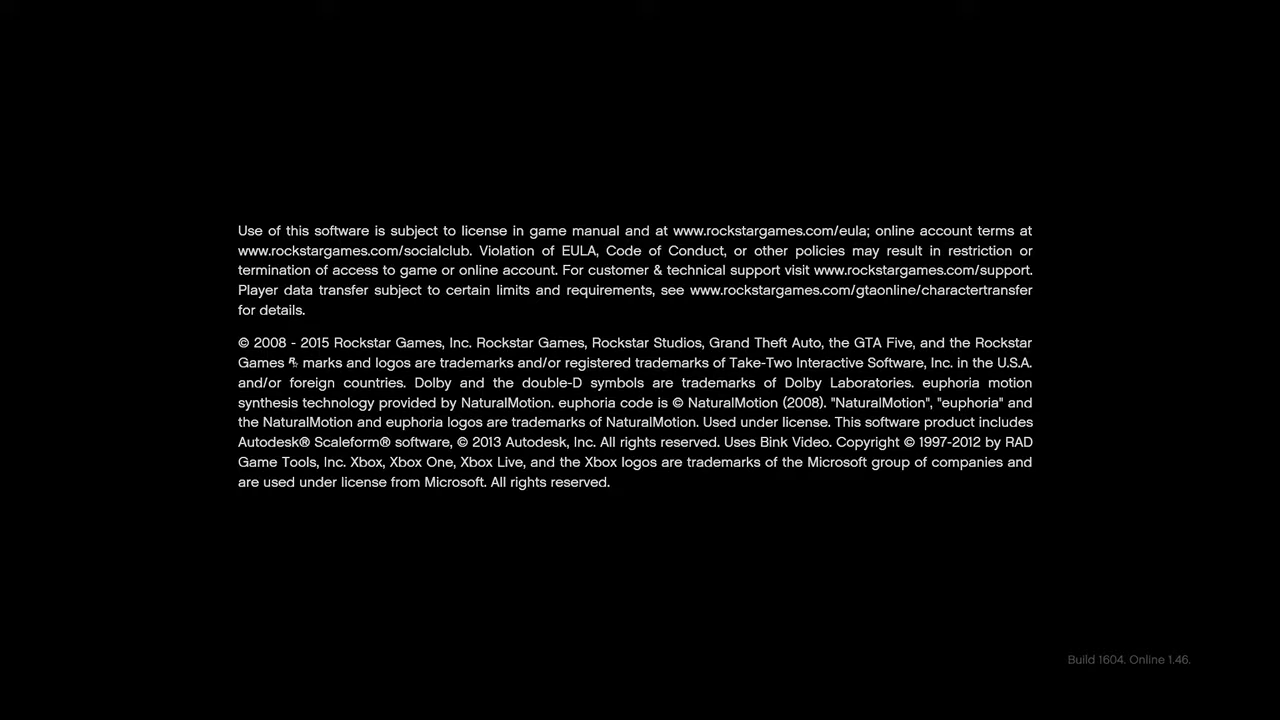 Use of this software is subject to license in game manual and at www.rockstargames.com/eula; online account terms at
www.rockstargames.com/socialclub. Violation of EULA, Code of Conduct, or other policies may result in restriction or
termination of access to game or online account. For customer & technical support visit www.rockstargames.com/support.
Player data transfer subject to certain limits and requirements, see www.rockstargames.com/gtaonline/charactertransfer
for details.
© 2008 - 2015 Rockstar Games, Inc. Rockstar Games, Rockstar Studios, Grand Theft Auto, the GTA Five, and the Rockstar
Games R* marks and logos are trademarks and/or registered trademarks of Take-Two Interactive Software, Inc. in the U.S.A.
and/or foreign countries. Dolby and the double-D symbols are trademarks of Dolby Laboratories. euphoria motion
synthesis technology provided by NaturalMotion. euphoria code is © NaturalMotion (2008). "NaturalMotion", "euphoria" and
the NaturalMotion and euphoria logos are trademarks of NaturalMotion. Used under license. This software product includes
Autodesk® Scaleform® software, © 2013 Autodesk, Inc. All rights reserved. Uses Bink Video. Copyright © 1997-2012 by RAD
Game Tools, Inc. Xbox, Xbox One, Xbox Live, and the Xbox logos are trademarks of the Microsoft group of companies and
are used under license from Microsoft. All rights reserved.
Build 1604. Online 1.46.